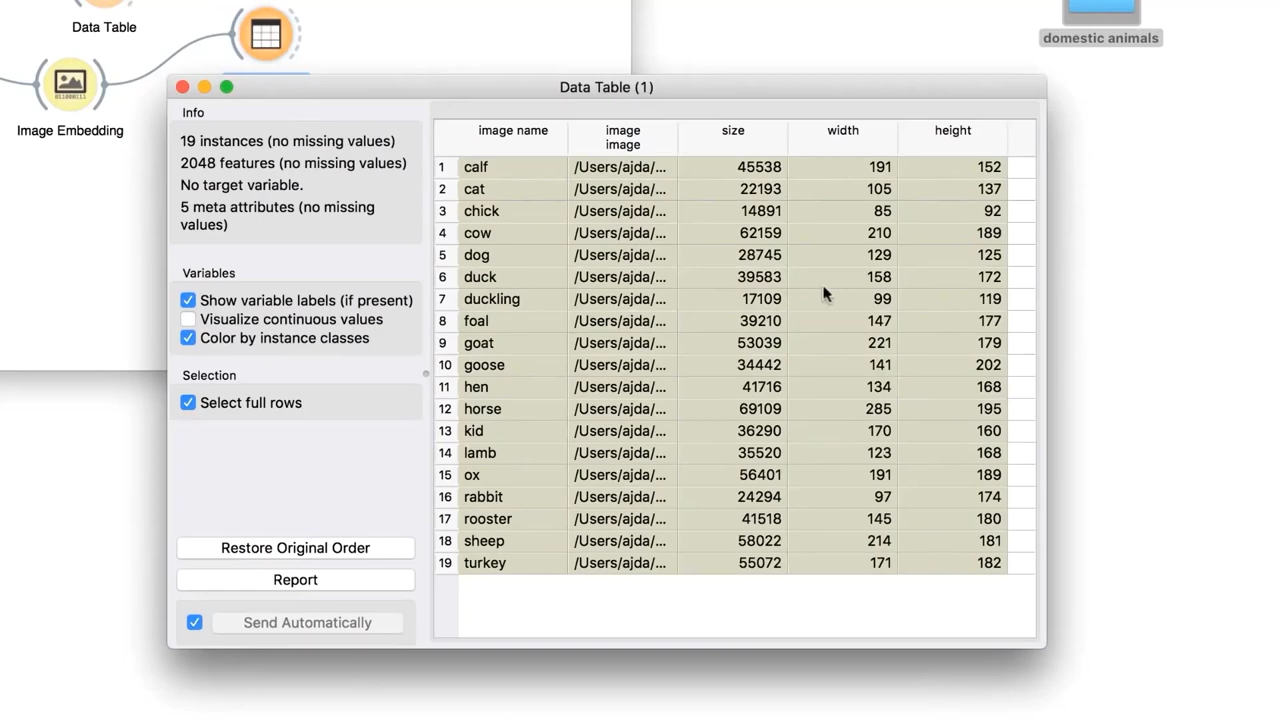 Data Table
domestic animals
Image Embedding
Data Table (1)
Info
19 instances (no missing values)
2048 features (no missing values)
No target variable.
5 meta attributes (no missing
values)
Variables
Show variable labels (if present)
Visualize continuous values
Color by instance classes
Selection
Select full rows
Restore Original Order
Report
Send Automatically
image name image size width height
image
1 calf /Users/ajda/... 45538 191 152
2 cat /Users/ajda/... 22193 105 137
3 chick /Users/ajda/... 14891 85 92
4 cow /Users/ajda/... 62159 210 189
5 dog /Users/ajda/... 28745 129 125
6 duck /Users/ajda/... 39583 158 172
7 duckling /Users/ajda/... 17109 99 119
8 foal /Users/ajda/... 39210 147 177
9 goat /Users/ajda/... 53039 221 179
10 goose /Users/ajda/... 34442 141 202
11 hen /Users/ajda/... 41716 134 168
12 horse /Users/ajda/... 69109 285 195
13 kid /Users/ajda/... 36290 170 160
14 lamb /Users/ajda/... 35520 123 168
15 ox /Users/ajda/... 56401 191 189
16 rabbit /Users/ajda/... 24294 97 174
17 rooster /Users/ajda/... 41518 145 180
18 sheep /Users/ajda/... 58022 214 181
19 turkey /Users/ajda/... 55072 171 182